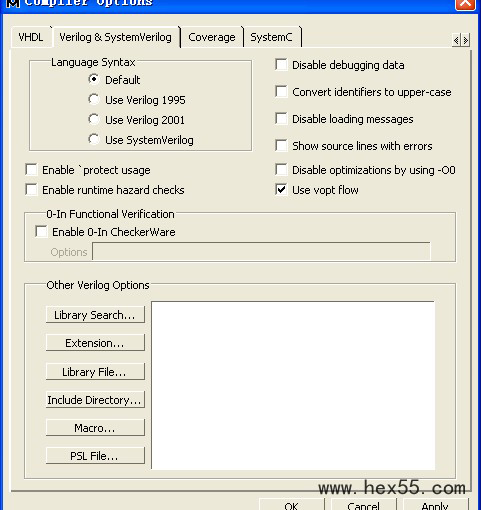 Compiler Options
VHDL Verilog & SystemVerilog Coverage SystemC
Language Syntax
Default
Use Verilog 1995
Use Verilog 2001
Use SystemVerilog
Disable debugging data
Convert identifiers to upper-case
Disable loading messages
Show source lines with errors
Enable `protect usage
Disable optimizations by using -O0
Enable runtime hazard checks
Use vopt flow
0-In Functional Verification
Enable 0-In CheckerWare
Options
Other Verilog Options
Library Search...
Extension...
Library File...
Include Directory...
Macro...
PSL File...
www.hex55.com
OK Cancel Apply